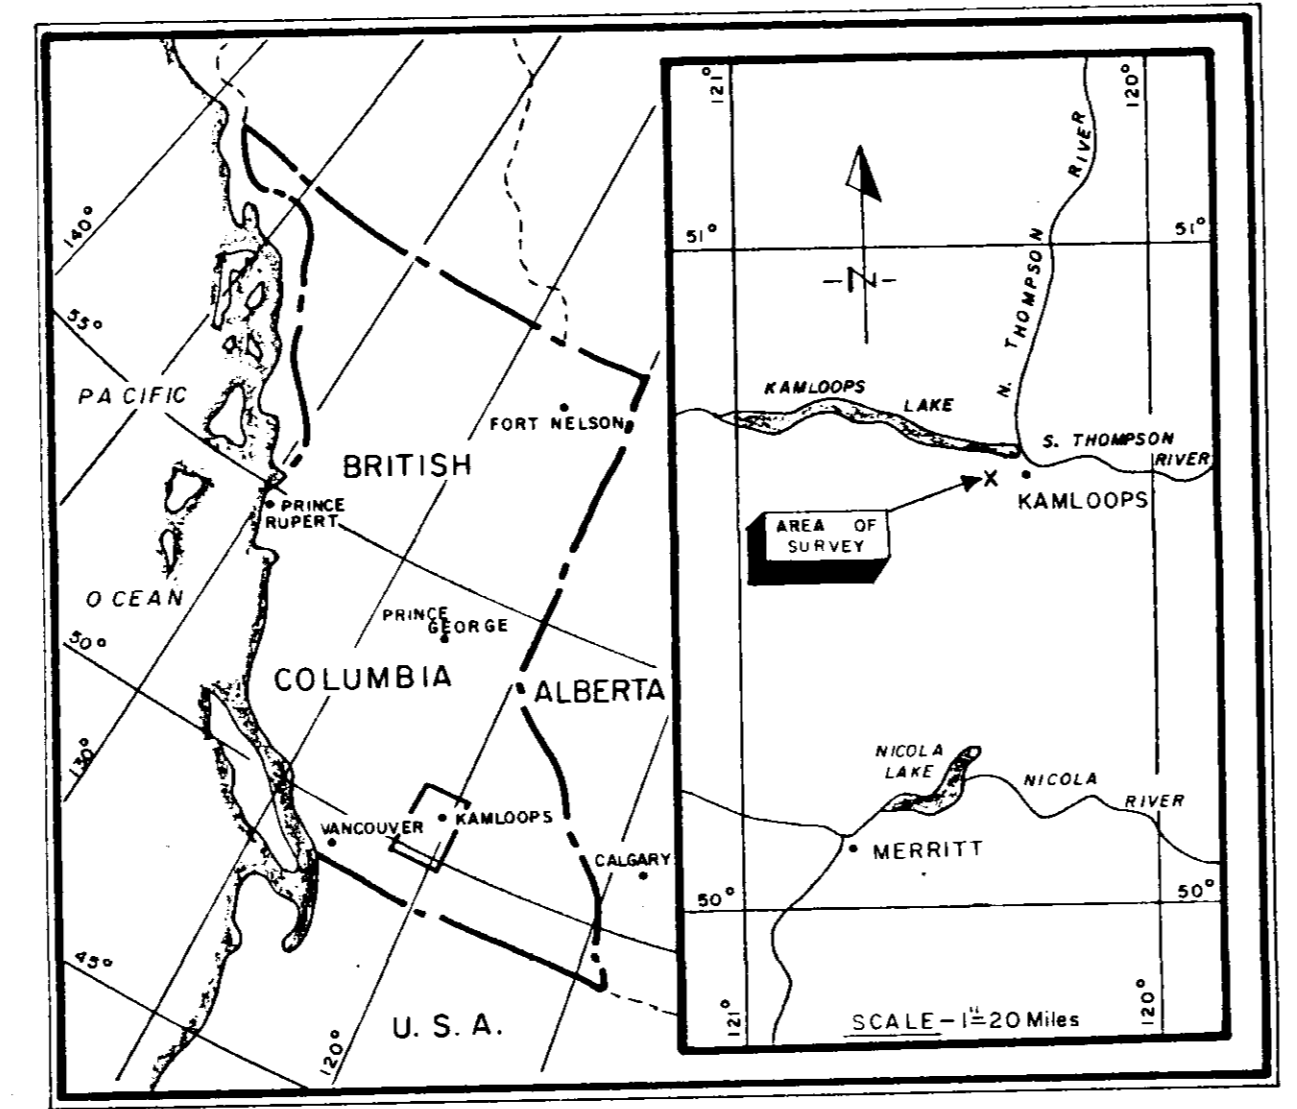 140°
55°
PACIFIC
OCEAN
50°
130°
45°
120°
FORT NELSON
BRITISH
PRINCE
RUPERT
PRINCE
GEORGE
COLUMBIA
ALBERTA
VANCOUVER
KAMLOOPS
CALGARY
U. S. A.
121°
120°
51°
51°
N. THOMPSON RIVER
-N-
KAMLOOPS LAKE
S. THOMPSON
RIVER
X
KAMLOOPS
AREA OF
SURVEY
NICOLA
LAKE
NICOLA RIVER
MERRITT
50°
50°
121°
120°
SCALE - 1"=20 Miles